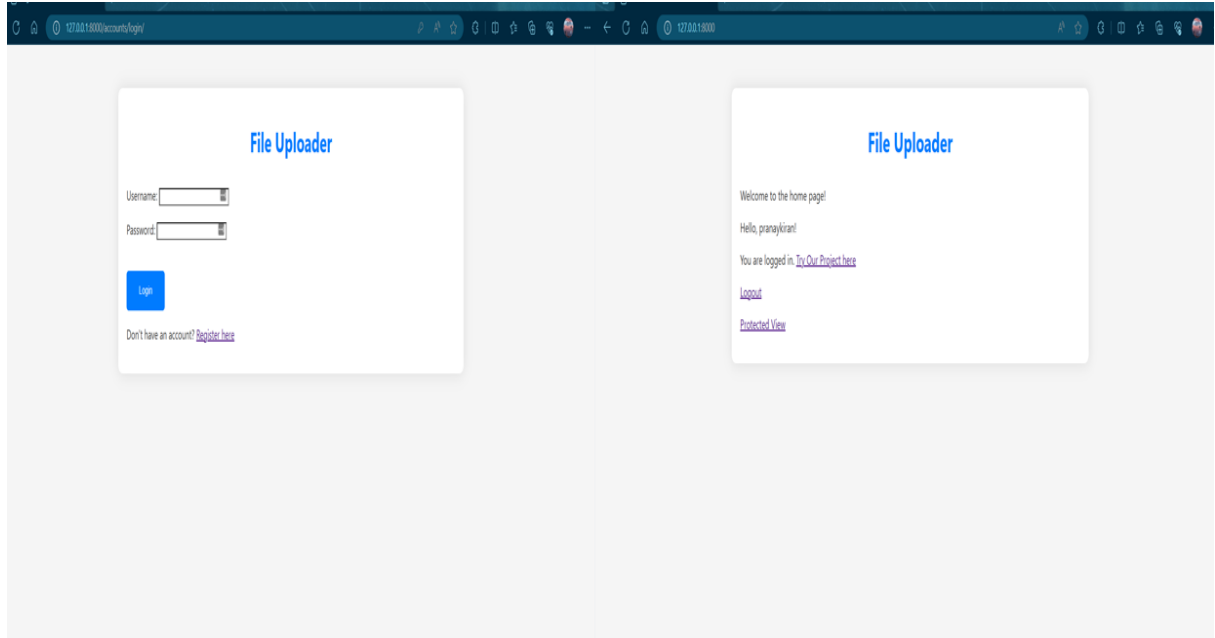 127.0.0.1:8000/accounts/login/
File Uploader
Username:
Password:
Login
Don't have an account? Register here
127.0.0.1:8000
File Uploader
Welcome to the home page!
Hello, pranaykiran!
You are logged in. Try Our Project here
Logout
Protected View